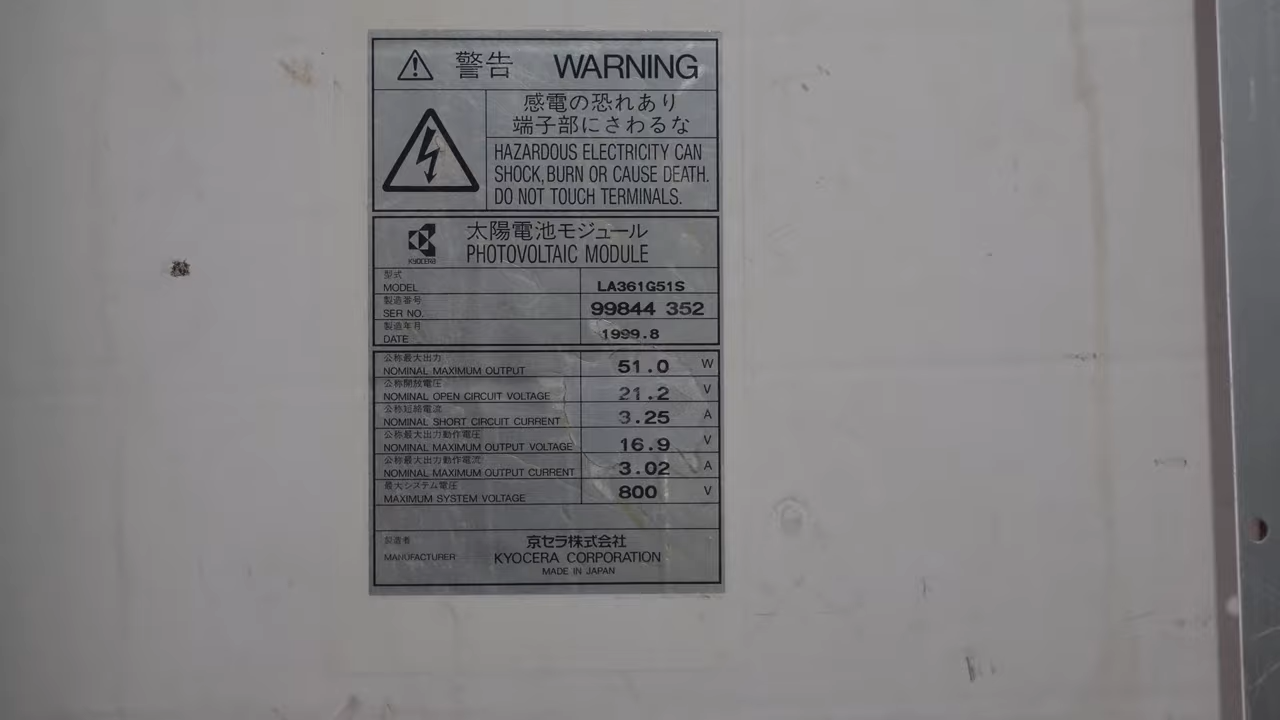 警告 WARNING
感電の恐れあり
端子部にさわるな
HAZARDOUS ELECTRICITY CAN
SHOCK, BURN OR CAUSE DEATH.
DO NOT TOUCH TERMINALS.
KYOCERA
太陽電池モジュール
PHOTOVOLTAIC MODULE
型式
MODEL LA361G51S
製造番号
SER NO. 99844 352
製造年月
DATE 1999.8
公称最大出力
NOMINAL MAXIMUM OUTPUT 51.0 W
公称開放電圧
NOMINAL OPEN CIRCUIT VOLTAGE 21.2 V
公称短絡電流
NOMINAL SHORT CIRCUIT CURRENT 3.25 A
公称最大出力動作電圧
NOMINAL MAXIMUM OUTPUT VOLTAGE 16.9 V
公称最大出力動作電流
NOMINAL MAXIMUM OUTPUT CURRENT 3.02 A
最大システム電圧
MAXIMUM SYSTEM VOLTAGE 800 V
製造者
京セラ株式会社
MANUFACTURER KYOCERA CORPORATION
MADE IN JAPAN